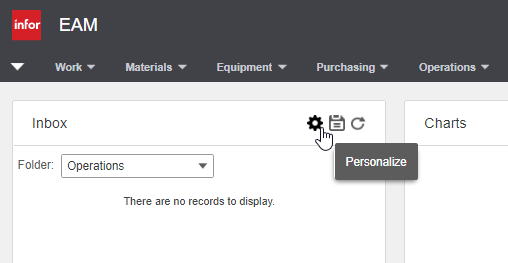 infor EAM
Work Materials Equipment Purchasing Operations
Inbox
Charts
Personalize
Folder: Operations
There are no records to display.